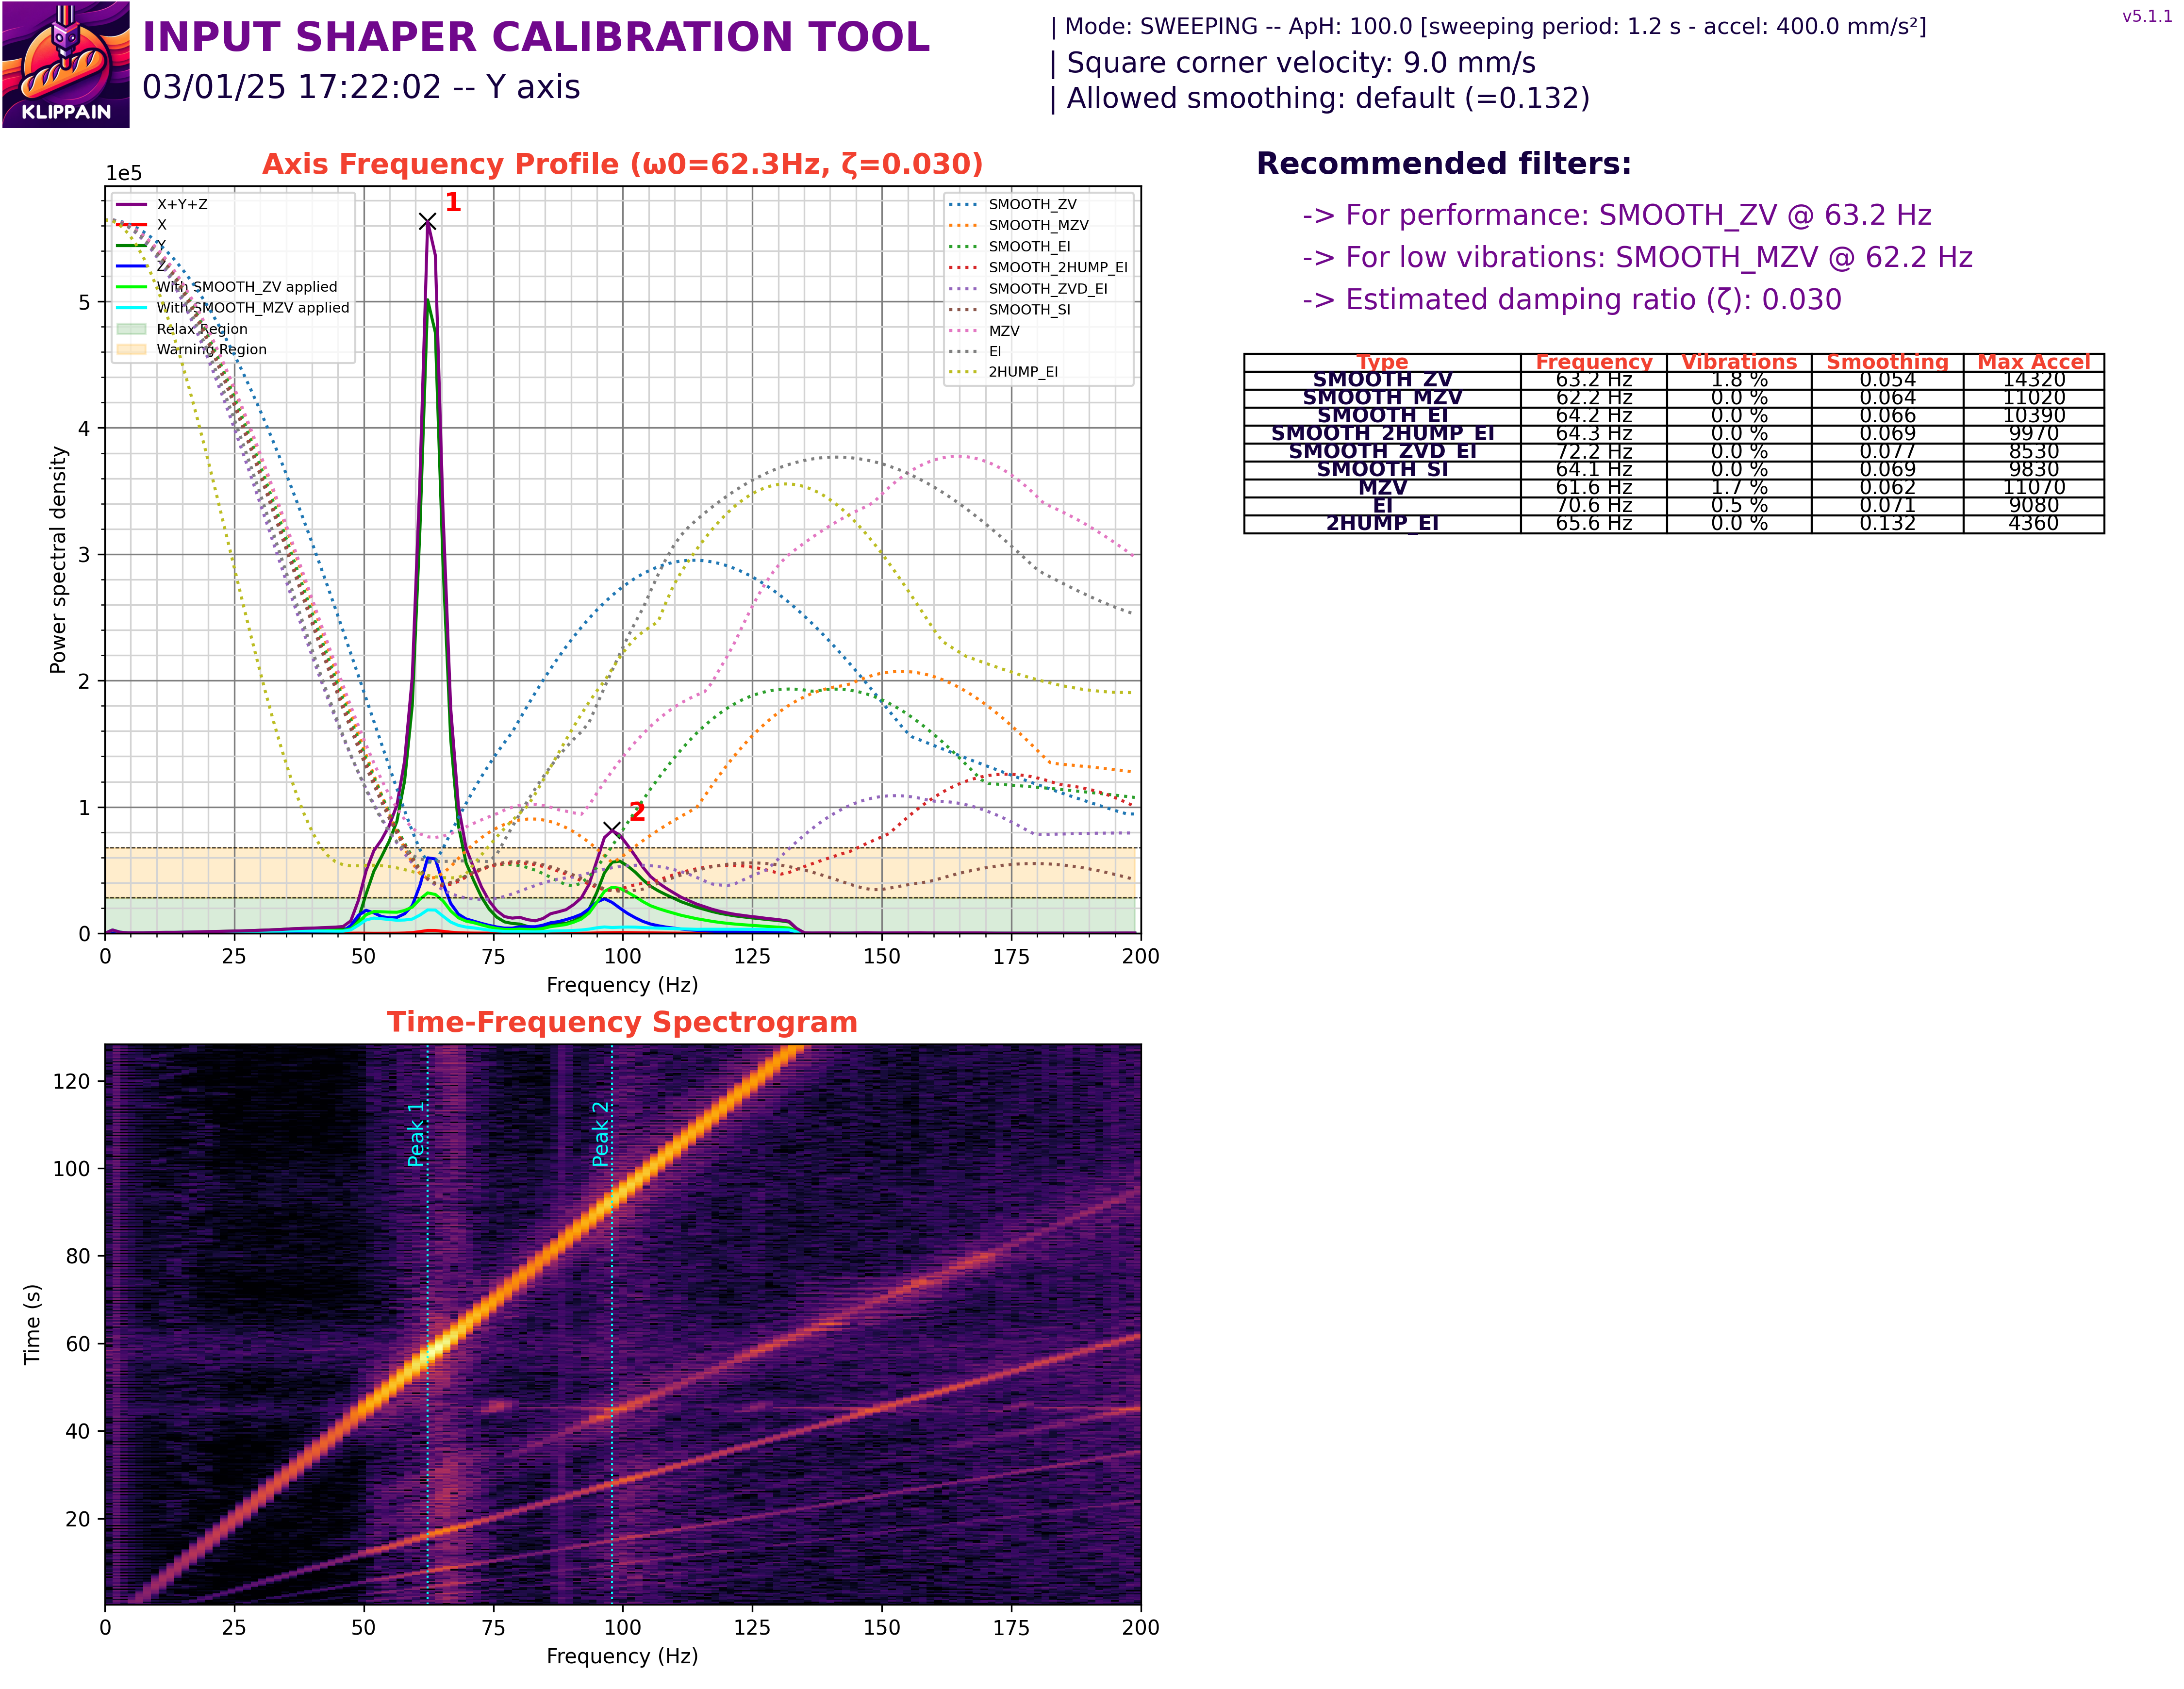 INPUT SHAPER CALIBRATION TOOL
03/01/25 17:22:02 -- Y axis
KLIPPAIN
| Mode: SWEEPING -- ApH: 100.0 [sweeping period: 1.2 s - accel: 400.0 mm/s²]
| Square corner velocity: 9.0 mm/s
| Allowed smoothing: default (=0.132)
v5.1.1
Axis Frequency Profile (ω0=62.3Hz, ζ=0.030)
1e5
X+Y+Z
X
Y
Z
With SMOOTH_ZV applied
With SMOOTH_MZV applied
Relax Region
Warning Region
SMOOTH_ZV
SMOOTH_MZV
SMOOTH_EI
SMOOTH_2HUMP_EI
SMOOTH_ZVD_EI
SMOOTH_SI
MZV
EI
2HUMP_EI
1
2
Power spectral density
5
4
3
2
1
0
0 25 50 75 100 125 150 175 200
Frequency (Hz)
Recommended filters:
-> For performance: SMOOTH_ZV @ 63.2 Hz
-> For low vibrations: SMOOTH_MZV @ 62.2 Hz
-> Estimated damping ratio (ζ): 0.030
Type Frequency Vibrations Smoothing Max Accel
SMOOTH_ZV 63.2 Hz 1.8 % 0.054 14320
SMOOTH_MZV 62.2 Hz 0.0 % 0.064 11020
SMOOTH_EI 64.2 Hz 0.0 % 0.066 10390
SMOOTH_2HUMP_EI 64.3 Hz 0.0 % 0.069 9970
SMOOTH_ZVD_EI 72.2 Hz 0.0 % 0.077 8530
SMOOTH_SI 64.1 Hz 0.0 % 0.069 9830
MZV 61.6 Hz 1.7 % 0.062 11070
EI 70.6 Hz 0.5 % 0.071 9080
2HUMP_EI 65.6 Hz 0.0 % 0.132 4360
Time-Frequency Spectrogram
Peak 1
Peak 2
Time (s)
120
100
80
60
40
20
0 25 50 75 100 125 150 175 200
Frequency (Hz)